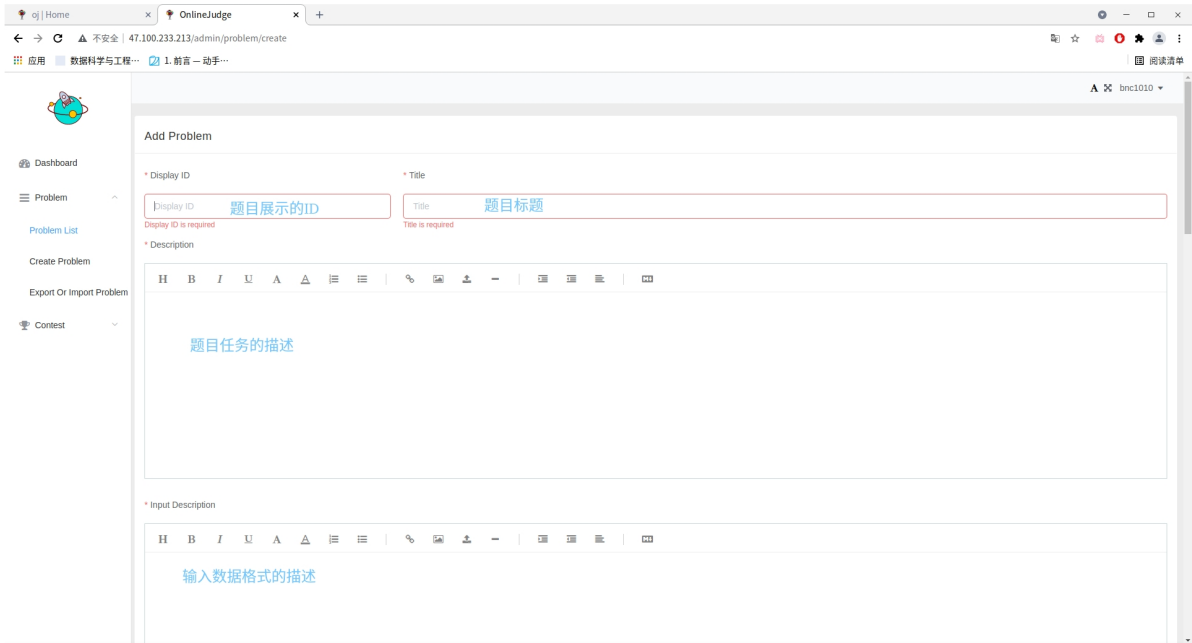 oj | Home
OnlineJudge
不安全
47.100.233.213/admin/problem/create
应用
数据科学与工程…
1. 前言 — 动手…
阅读清单
A
bnc1010
Add Problem
Dashboard
* Display ID
* Title
Problem
Display ID
题目展示的ID
Title
题目标题
Display ID is required
Title is required
Problem List
* Description
Create Problem
H B I U A A
Export Or Import Problem
Contest
题目任务的描述
* Input Description
H B I U A A
输入数据格式的描述